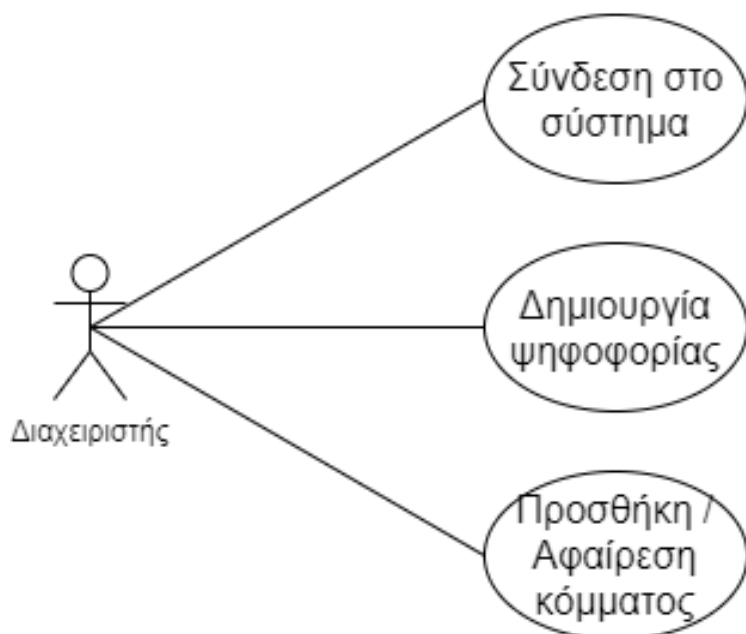 Σύνδεση στο
σύστημα
Δημιουργία
ψηφοφορίας
Διαχειριστής
Προσθήκη /
Αφαίρεση
κόμματος